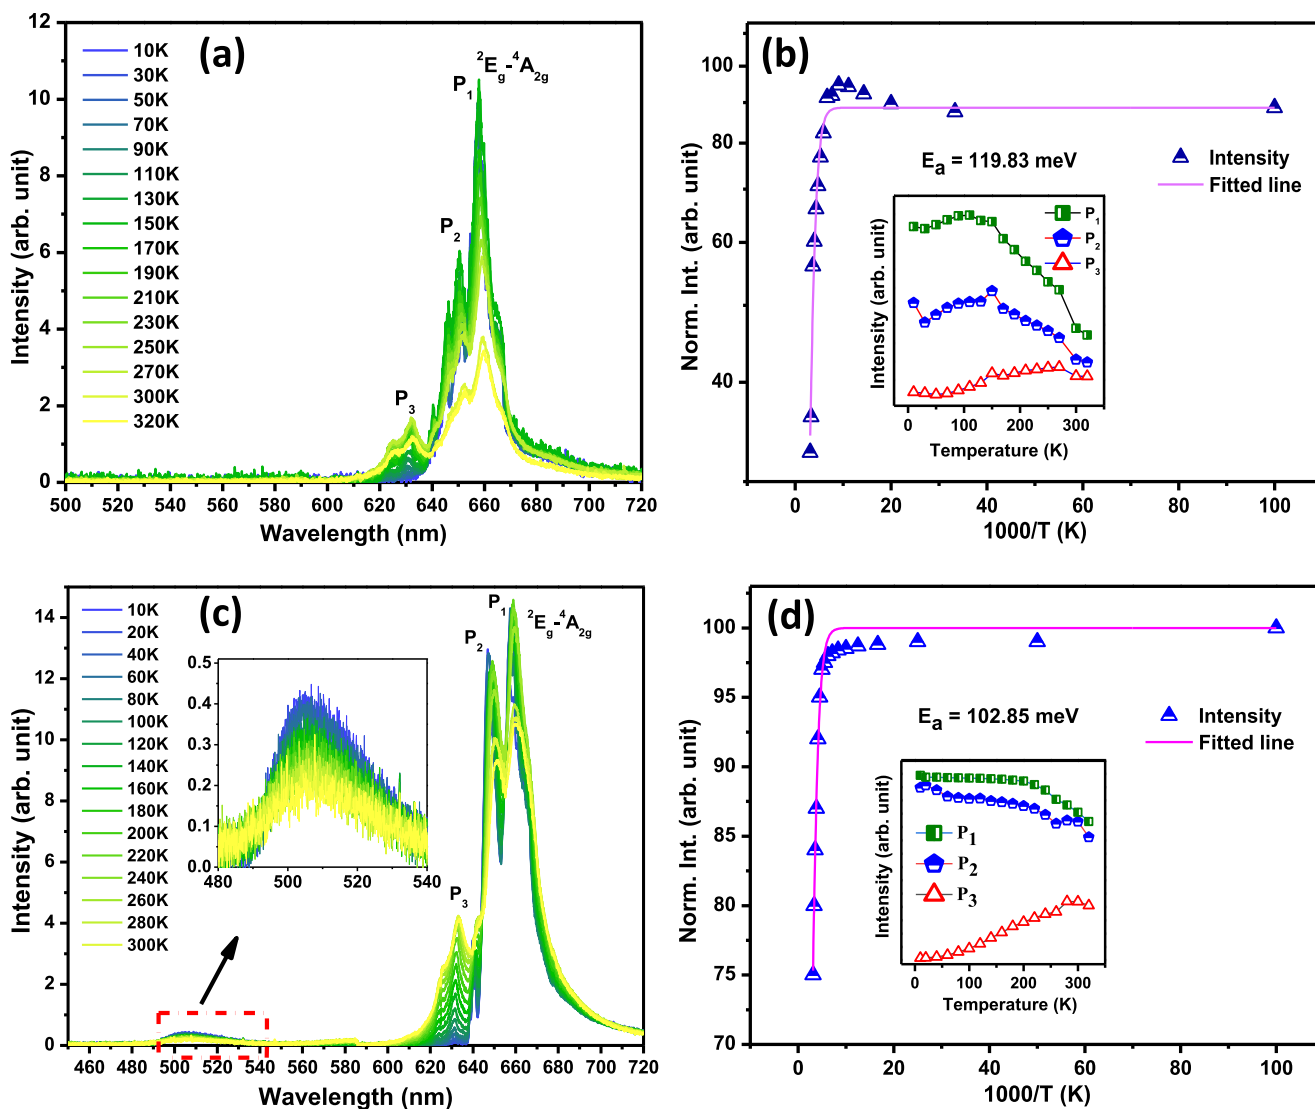 (a)
10K
30K
50K
70K
90K
110K
130K
150K
170K
190K
210K
230K
250K
270K
300K
320K
P1
²Eg-⁴A2g
P2
P3
Intensity (arb. unit)
12
10
8
6
4
2
0
500 520 540 560 580 600 620 640 660 680 700 720
Wavelength (nm)
(b)
Norm. Int. (arb. unit)
100
80
60
40
Ea = 119.83 meV
Intensity
Fitted line
Intensity (arb. unit)
P1
P2
P3
0 100 200 300
Temperature (K)
0 20 40 60 80 100
1000/T (K)
(c)
10K
20K
40K
60K
80K
100K
120K
140K
160K
180K
200K
220K
240K
260K
280K
300K
P1
²Eg-⁴A2g
P2
P3
0.5
0.4
0.3
0.2
0.1
0.0
480 500 520 540
Intensity (arb. unit)
14
12
10
8
6
4
2
0
460 480 500 520 540 560 580 600 620 640 660 680 700 720
Wavelength (nm)
(d)
Norm. Int. (arb. unit)
100
95
90
85
80
75
70
Ea = 102.85 meV
Intensity
Fitted line
Intensity (arb. unit)
P1
P2
P3
0 100 200 300
Temperature (K)
0 20 40 60 80 100
1000/T (K)